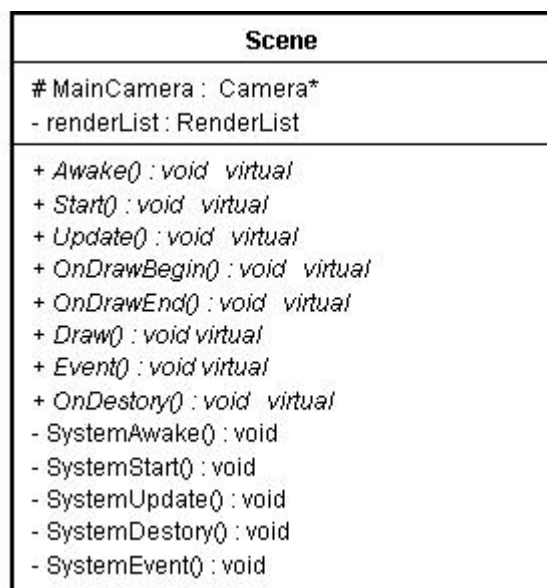 Scene
# MainCamera : Camera*
- renderList : RenderList
+ Awake() : void virtual
+ Start() : void virtual
+ Update() : void virtual
+ OnDrawBegin() : void virtual
+ OnDrawEnd() : void virtual
+ Draw() : void virtual
+ Event() : void virtual
+ OnDestory() : void virtual
- SystemAwake() : void
- SystemStart() : void
- SystemUpdate() : void
- SystemDestory() : void
- SystemEvent() : void